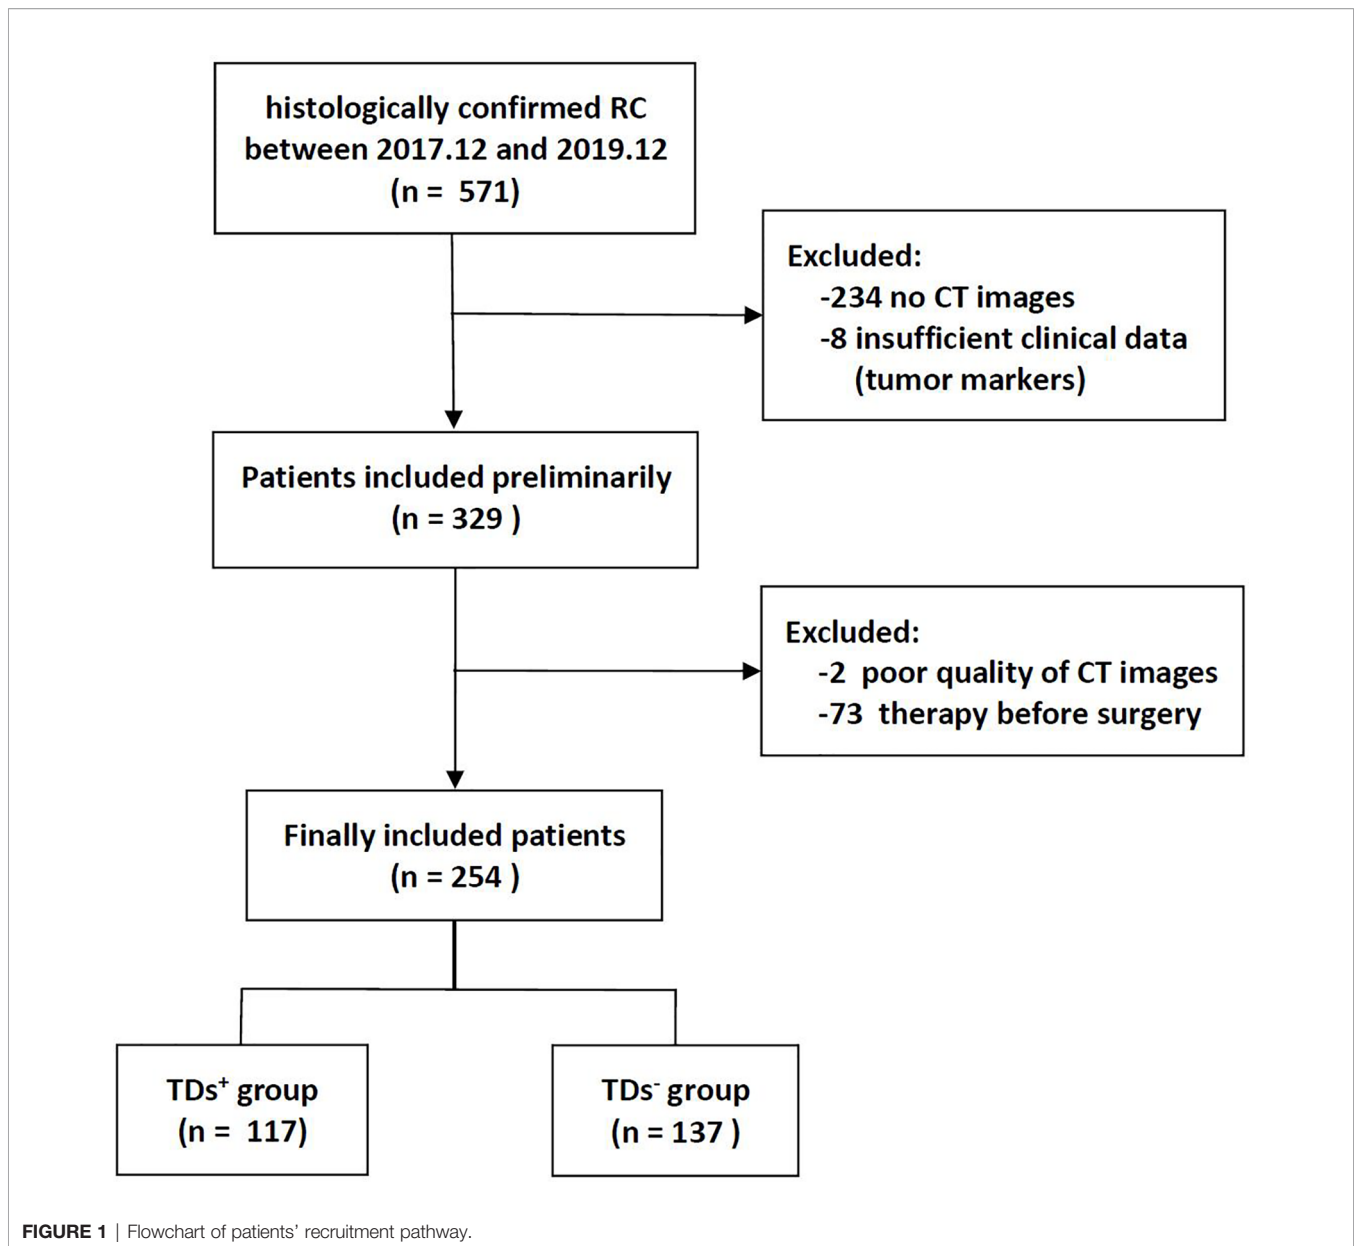 histologically confirmed RC
between 2017.12 and 2019.12
(n =  571)
Excluded:
-234 no CT images
-8 insufficient clinical data
(tumor markers)
Patients included preliminarily
(n = 329 )
Excluded:
-2  poor quality of CT images
-73  therapy before surgery
Finally included patients
(n = 254 )
TDs⁺ group
(n =  117)
TDs⁻ group
(n = 137 )
FIGURE 1 | Flowchart of patients’ recruitment pathway.